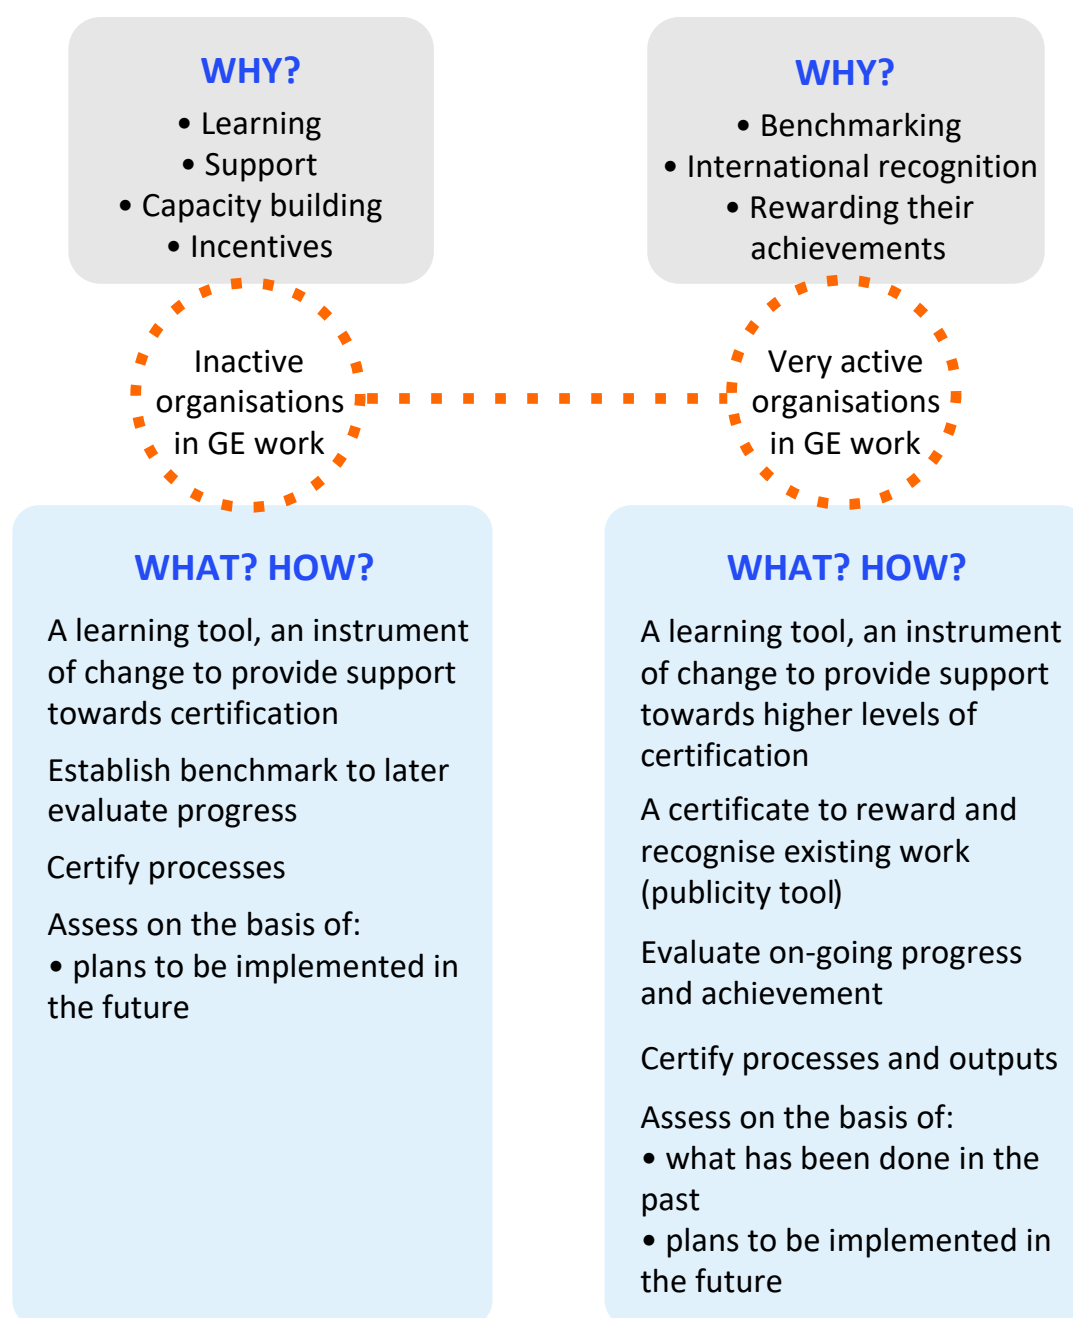 WHY?
• Learning
• Support
• Capacity building
• Incentives
Inactive
organisations
in GE work
WHAT? HOW?
A learning tool, an instrument
of change to provide support
towards certification
Establish benchmark to later
evaluate progress
Certify processes
Assess on the basis of:
• plans to be implemented in
the future
WHY?
• Benchmarking
• International recognition
• Rewarding their
achievements
Very active
organisations
in GE work
WHAT? HOW?
A learning tool, an instrument
of change to provide support
towards higher levels of
certification
A certificate to reward and
recognise existing work
(publicity tool)
Evaluate on-going progress
and achievement
Certify processes and outputs
Assess on the basis of:
• what has been done in the
past
• plans to be implemented in
the future